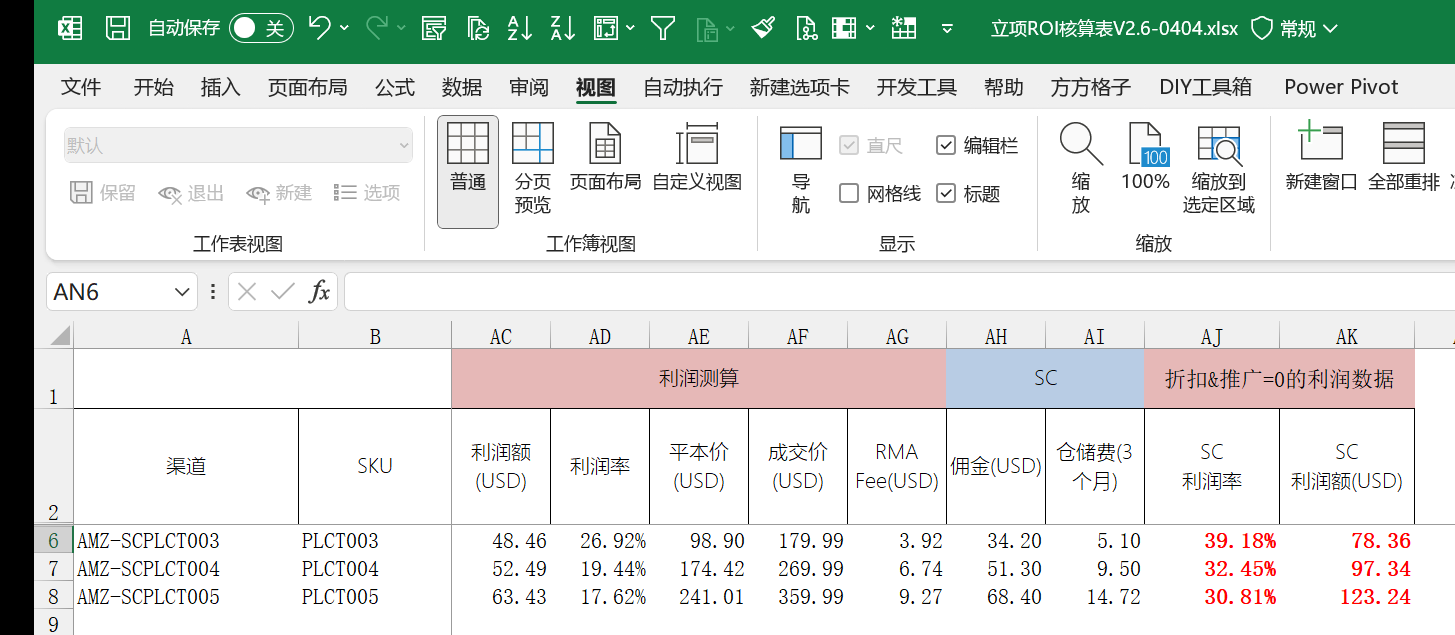 自动保存 关 立项ROI核算表V2.6-0404.xlsx 常规
文件 开始 插入 页面布局 公式 数据 审阅 视图 自动执行 新建选项卡 开发工具 帮助 方方格子 DIY工具箱 Power Pivot
默认
保留 退出 新建 选项
工作表视图
普通 分页预览 页面布局 自定义视图
工作簿视图
导航 直尺 编辑栏
网格线 标题
显示
缩放 100 100% 缩放到选定区域
缩放
新建窗口 全部重排
AN6 fx
A B AC AD AE AF AG AH AI AJ AK
1 利润测算 SC 折扣&推广=0的利润数据
2 渠道 SKU 利润额(USD) 利润率 平本价(USD) 成交价(USD) RMA Fee(USD) 佣金(USD) 仓储费(3个月) SC 利润率 SC 利润额(USD)
6 AMZ-SCPLCT003 PLCT003 48.46 26.92% 98.90 179.99 3.92 34.20 5.10 39.18% 78.36
7 AMZ-SCPLCT004 PLCT004 52.49 19.44% 174.42 269.99 6.74 51.30 9.50 32.45% 97.34
8 AMZ-SCPLCT005 PLCT005 63.43 17.62% 241.01 359.99 9.27 68.40 14.72 30.81% 123.24
9